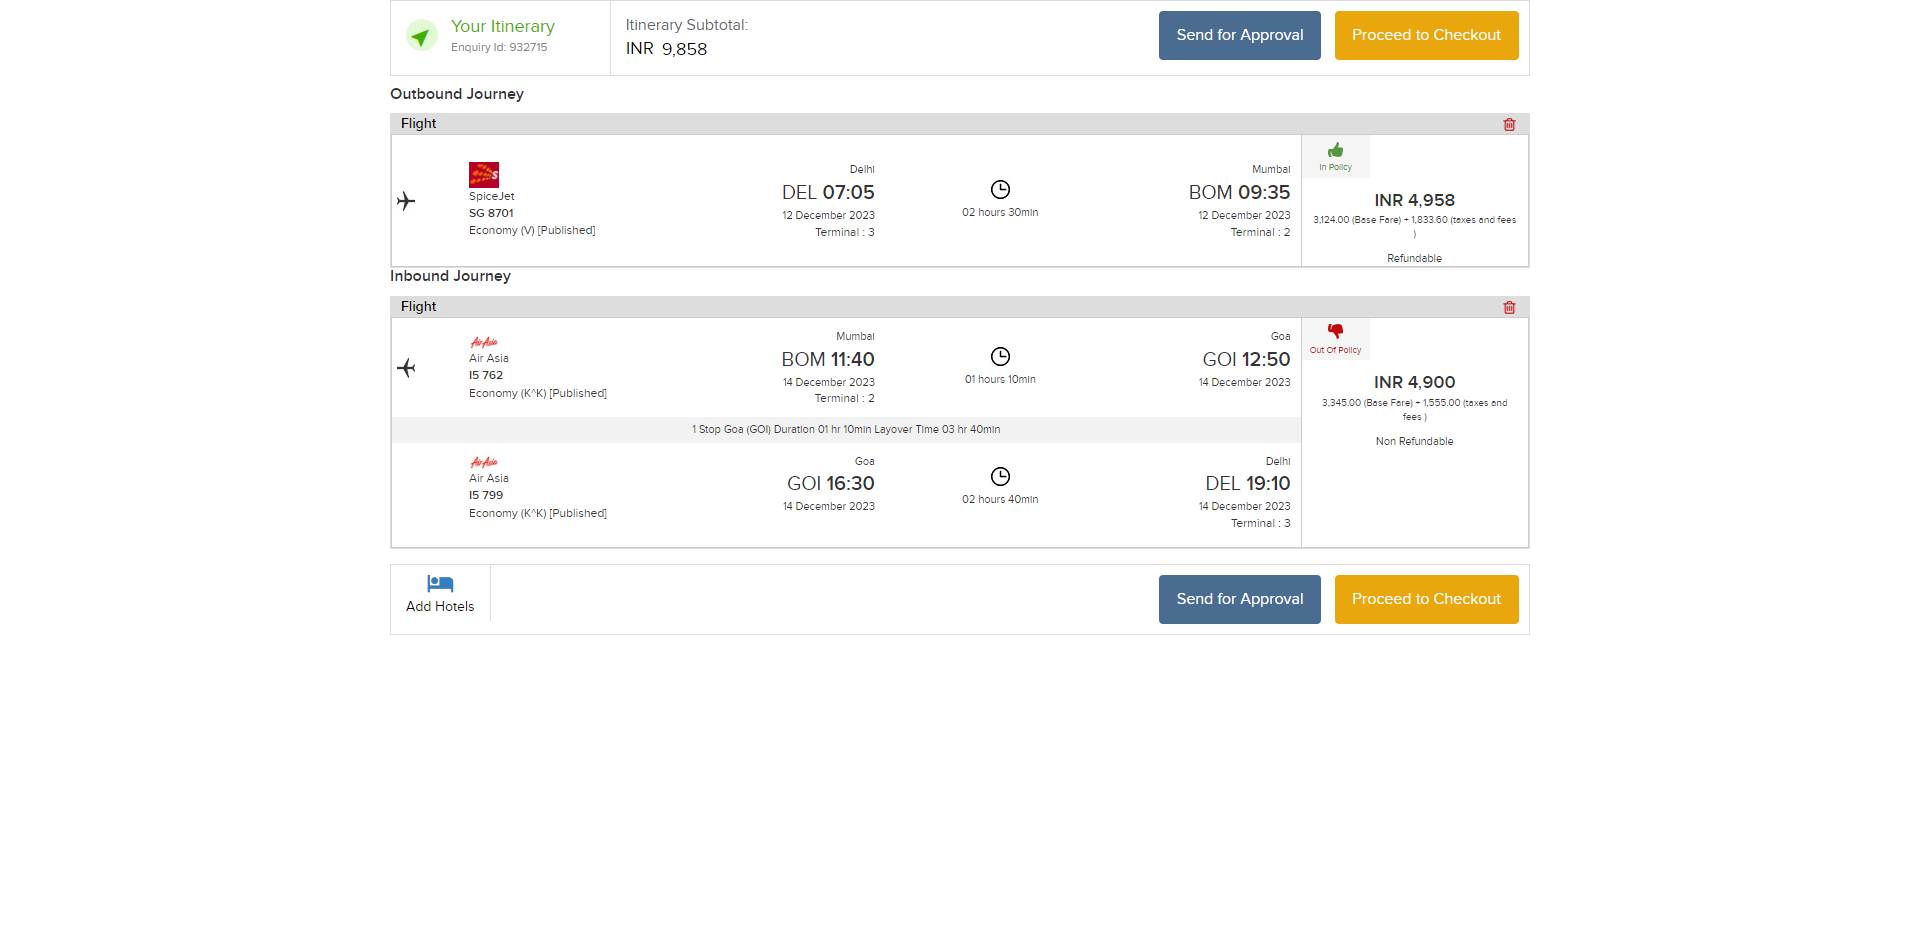 Your Itinerary
Enquiry Id: 932715
Itinerary Subtotal:
INR 9,858
Send for Approval
Proceed to Checkout
Outbound Journey
Flight
SpiceJet
SG 8701
Economy (V) [Published]
Delhi
DEL 07:05
12 December 2023
Terminal : 3
02 hours 30min
Mumbai
BOM 09:35
12 December 2023
Terminal : 2
In Policy
INR 4,958
3,124.00 (Base Fare) + 1,833.60 (taxes and fees
)
Refundable
Inbound Journey
Flight
AirAsia
Air Asia
I5 762
Economy (K^K) [Published]
Mumbai
BOM 11:40
14 December 2023
Terminal : 2
01 hours 10min
Goa
GOI 12:50
14 December 2023
Out Of Policy
INR 4,900
3,345.00 (Base Fare) + 1,555.00 (taxes and
fees )
Non Refundable
1 Stop Goa (GOI) Duration 01 hr 10min Layover Time 03 hr 40min
AirAsia
Air Asia
I5 799
Economy (K^K) [Published]
Goa
GOI 16:30
14 December 2023
02 hours 40min
Delhi
DEL 19:10
14 December 2023
Terminal : 3
Add Hotels
Send for Approval
Proceed to Checkout